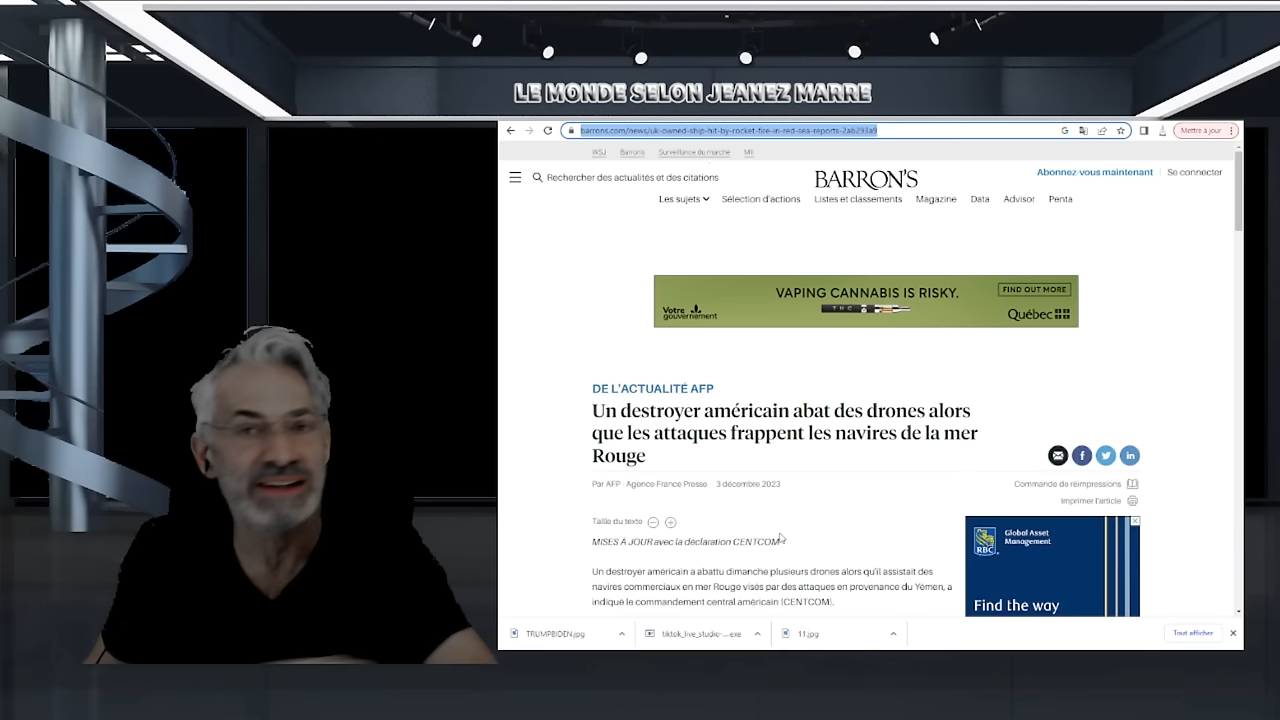 LE MONDE SELON JEANEZ MARRE
barrons.com/news/uk-owned-ship-hit-by-rocket-fire-in-red-sea-reports-2ab293a9
Mettre à jour
WSJ Barrons Surveillance du marché
Rechercher des actualités et des citations
BARRON'S
Abonnez-vous maintenant | Se connecter
Les sujets Sélection d'actions Listes et classements Magazine Data Advisor Penta
VAPING CANNABIS IS RISKY.
FIND OUT MORE
THC
Votre gouvernement
Québec
DE L'ACTUALITÉ AFP
Un destroyer américain abat des drones alors
que les attaques frappent les navires de la mer
Rouge
Par AFP - Agence France Presse 3 décembre 2023
Commande de réimpressions
Imprimer l'article
Taille du texte
MISES À JOUR avec la déclaration CENTCOM
Un destroyer américain a abattu dimanche plusieurs drones alors qu'il assistait des
navires commerciaux en mer Rouge visés par des attaques en provenance du Yémen, a
indiqué le commandement central américain (CENTCOM).
RBC
Global Asset
Management
Find the way
TRUMPBIDEN.jpg
tiktok_live_studio-....exe
11.jpg
Tout afficher